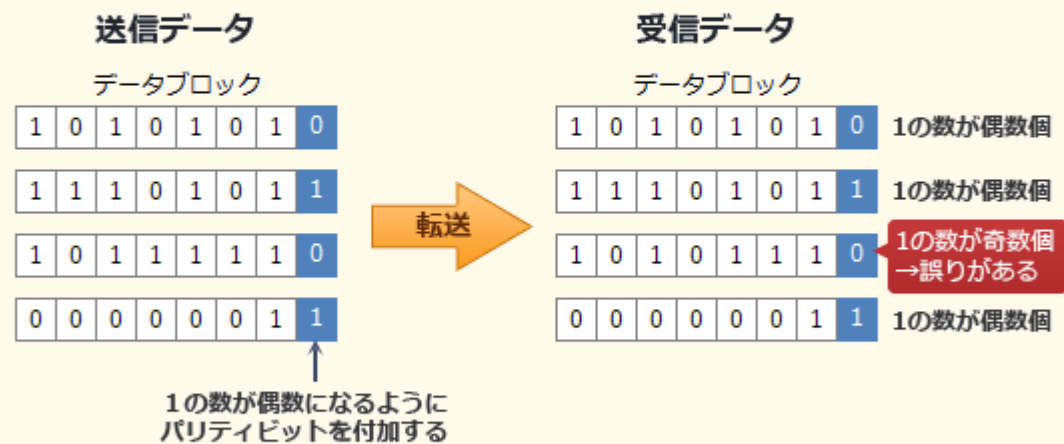 送信データ
受信データ
データブロック
データブロック
1 0 1 0 1 0 1 0
1 0 1 0 1 0 1 0 1の数が偶数個
1 1 1 0 1 0 1 1
1 1 1 0 1 0 1 1 1の数が偶数個
転送
1 0 1 1 1 1 1 0
1 0 1 0 1 1 1 0
1の数が奇数個
→誤りがある
0 0 0 0 0 0 1 1
0 0 0 0 0 0 1 1 1の数が偶数個
1の数が偶数になるように
パリティビットを付加する